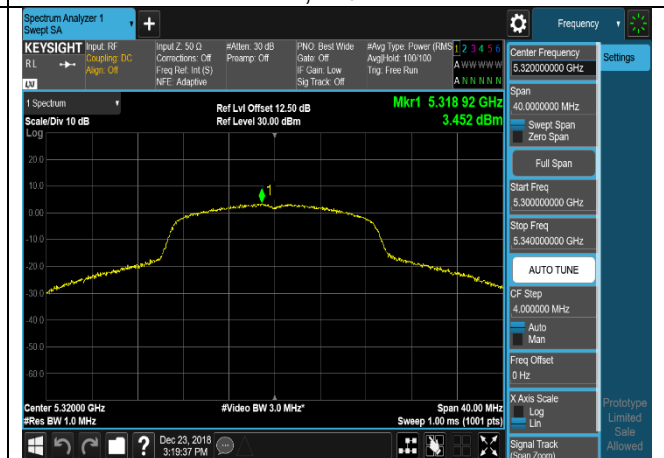 Spectrum Analyzer 1
Swept SA
+
Frequency
KEYSIGHT
RL
LXI
Input: RF
Coupling: DC
Align: Off
Input Z: 50 Ω
Corrections: Off
Freq Ref: Int (S)
NFE: Adaptive
#Atten: 30 dB
Preamp: Off
PNO: Best Wide
Gate: Off
IF Gain: Low
Sig Track: Off
#Avg Type: Power (RMS
Avg|Hold: 100/100
Trig: Free Run
1 2 3 4 5 6
A W W W W W
A N N N N N
1 Spectrum
Scale/Div 10 dB
Log
Ref Lvl Offset 12.50 dB
Ref Level 30.00 dBm
Mkr1 5.318 92 GHz
3.452 dBm
20.0
10.0
0.00
-10.0
-20.0
-30.0
-40.0
-50.0
-60.0
1
Center 5.32000 GHz
#Res BW 1.0 MHz
#Video BW 3.0 MHz*
Span 40.00 MHz
Sweep 1.00 ms (1001 pts)
?
Dec 23, 2018
3:19:37 PM
Center Frequency
5.320000000 GHz
Span
40.0000000 MHz
Swept Span
Zero Span
Full Span
Start Freq
5.300000000 GHz
Stop Freq
5.340000000 GHz
AUTO TUNE
CF Step
4.000000 MHz
Auto
Man
Freq Offset
0 Hz
X Axis Scale
Log
Lin
Signal Track
(Span Zoom)
Settings
Prototype
Limited
Sale
Allowed